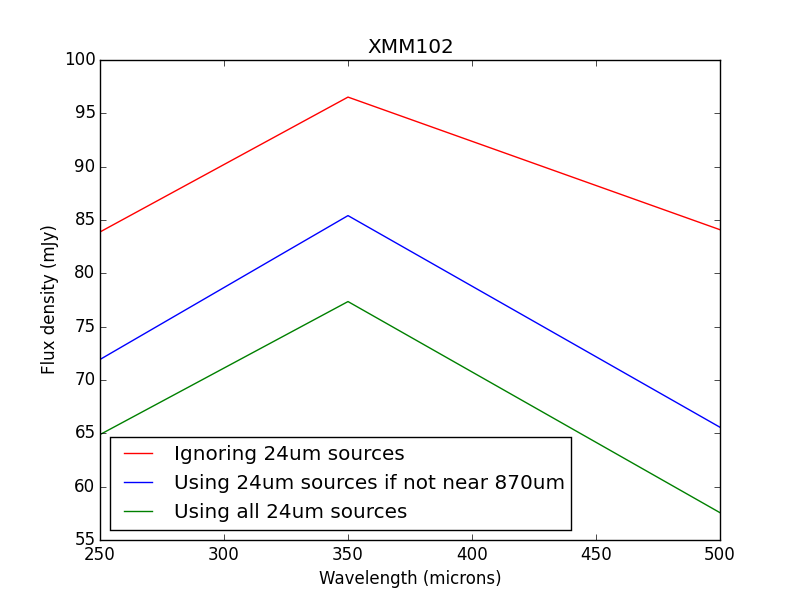 XMM102
100
95
90
85
80
75
70
65
60
55
Flux density (mJy)
Ignoring 24um sources
Using 24um sources if not near 870um
Using all 24um sources
250 300 350 400 450 500
Wavelength (microns)